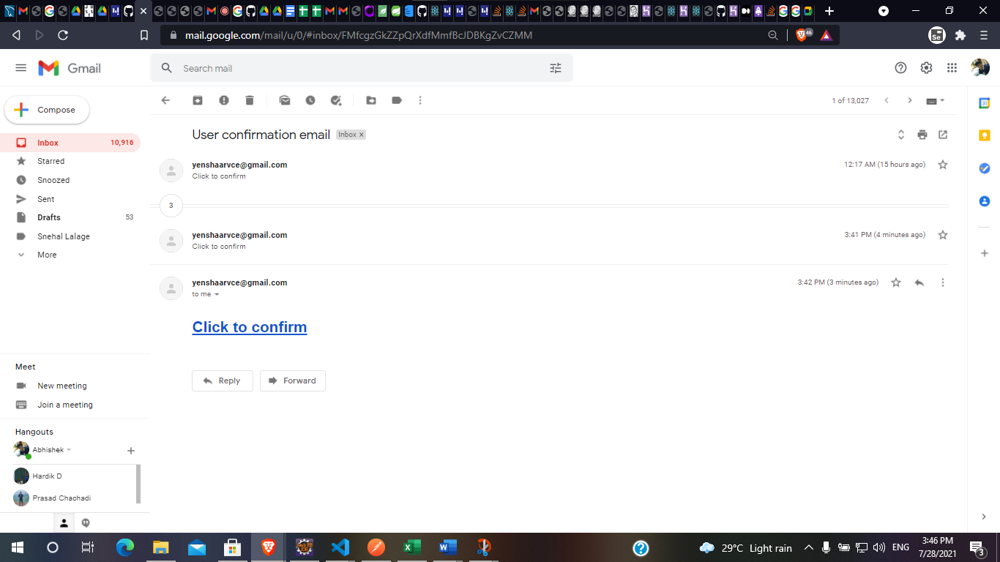 mail.google.com/mail/u/0/#inbox/FMfcgzGkZZpQrXdfMmfBcJDBKgZvCZMM
46
Se
Gmail
Search mail
Compose
1 of 13,027
31
User confirmation email
Inbox ×
Inbox 10,916
Starred
Snoozed
Sent
Drafts 53
Snehal Lalage
More
yenshaarvce@gmail.com
12:17 AM (15 hours ago)
Click to confirm
3
yenshaarvce@gmail.com
3:41 PM (4 minutes ago)
Click to confirm
yenshaarvce@gmail.com
3:42 PM (3 minutes ago)
to me
Click to confirm
Reply
Forward
Meet
New meeting
Join a meeting
Hangouts
Abhishek
Hardik D
Prasad Chachadi
29°C Light rain
ENG
3:46 PM
7/28/2021
3